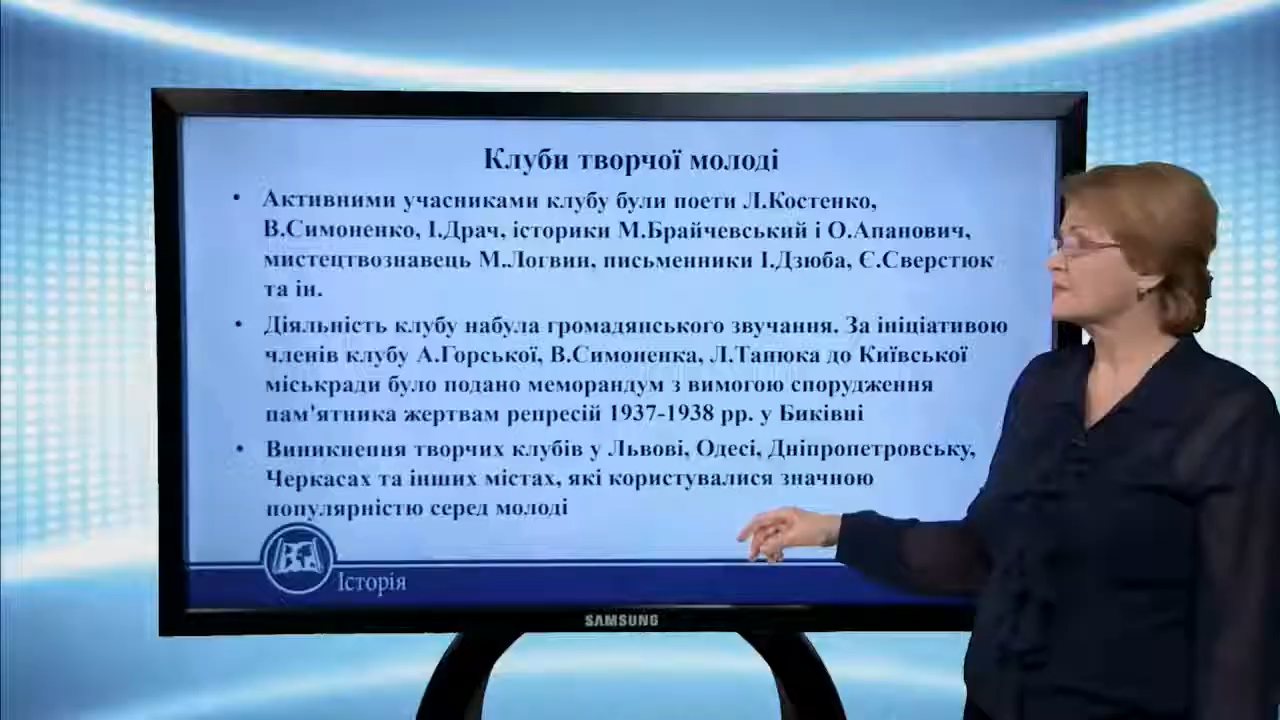 Клуби творчої молоді
• Активними учасниками клубу були поети Л.Костенко,
В.Симоненко, І.Драч, історики М.Брайчевський і О.Апанович,
мистецтвознавець М.Логвин, письменники І.Дзюба, Є.Сверстюк
та ін.
• Діяльність клубу набула громадянського звучання. За ініціативою
членів клубу А.Горської, В.Симоненка, Л.Танюка до Київської
міськради було подано меморандум з вимогою спорудження
пам'ятника жертвам репресій 1937-1938 рр. у Биківні
• Виникнення творчих клубів у Львові, Одесі, Дніпропетровську,
Черкасах та інших містах, які користувалися значною
популярністю серед молоді
Історія
SAMSUNG